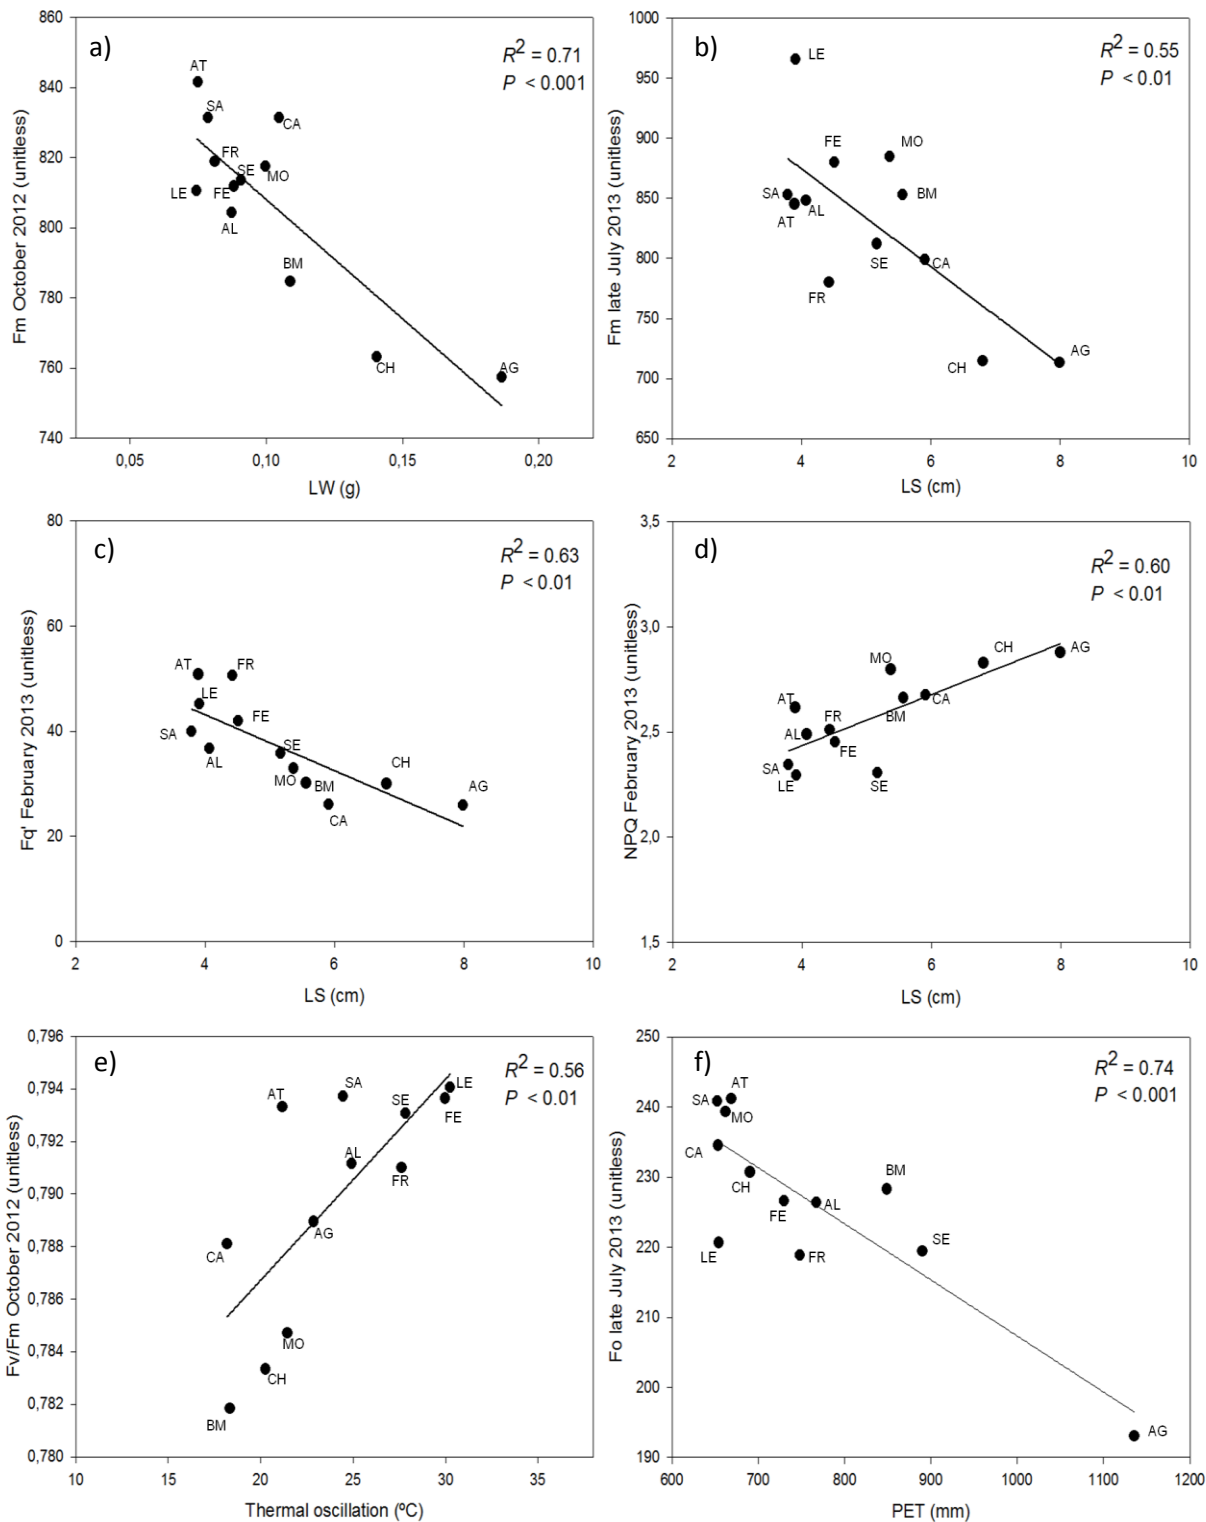 a)
R² = 0.71
P < 0.001
860
840
820
800
780
760
740
Fm October 2012 (unitless)
AT
SA
CA
FR
SE
MO
LE
FE
AL
BM
CH
AG
0,05
0,10
0,15
0,20
LW (g)
b)
R² = 0.55
P < 0.01
1000
950
900
850
800
750
700
650
Fm late July 2013 (unitless)
LE
FE
MO
SA
AL
BM
AT
SE
CA
FR
CH
AG
2
4
6
8
10
LS (cm)
c)
R² = 0.63
P < 0.01
80
60
40
20
0
Fq' February 2013 (unitless)
AT
FR
LE
FE
SA
AL
SE
MO
BM
CA
CH
AG
2
4
6
8
10
LS (cm)
d)
R² = 0.60
P < 0.01
3,5
3,0
2,5
2,0
1,5
NPQ February 2013 (unitless)
MO
CH
AG
AT
FR
BM
CA
AL
FE
SA
LE
SE
2
4
6
8
10
LS (cm)
e)
R² = 0.56
P < 0.01
0,796
0,794
0,792
0,790
0,788
0,786
0,784
0,782
0,780
Fv/Fm October 2012 (unitless)
SA
LE
AT
SE
FE
AL
FR
AG
CA
MO
CH
BM
10
15
20
25
30
35
Thermal oscillation (ºC)
f)
R² = 0.74
P < 0.001
250
240
230
220
210
200
190
Fo late July 2013 (unitless)
AT
SA
MO
CA
CH
BM
FE
AL
LE
FR
SE
AG
600
700
800
900
1000
1100
1200
PET (mm)